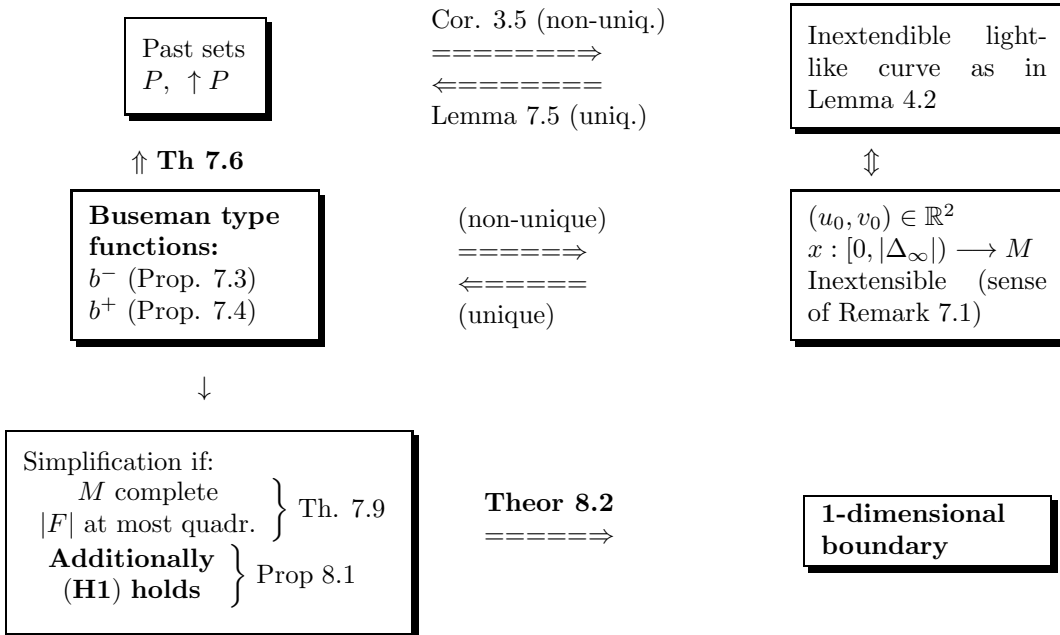 Past sets
P, ↑ P
Cor. 3.5 (non-uniq.)
========⇒
⇐========
Lemma 7.5 (uniq.)
Inextendible light-
like curve as in
Lemma 4.2
⇑ Th 7.6
⇕
Buseman type
functions:
b⁻ (Prop. 7.3)
b⁺ (Prop. 7.4)
(non-unique)
======⇒
⇐======
(unique)
(u₀, v₀) ∈ ℝ²
x : [0, |Δ∞|) ⟶ M
Inextensible (sense
of Remark 7.1)
↓
Simplification if:
M complete
|F| at most quadr.
} Th. 7.9
Additionally
(H1) holds
} Prop 8.1
Theor 8.2
======⇒
1-dimensional
boundary